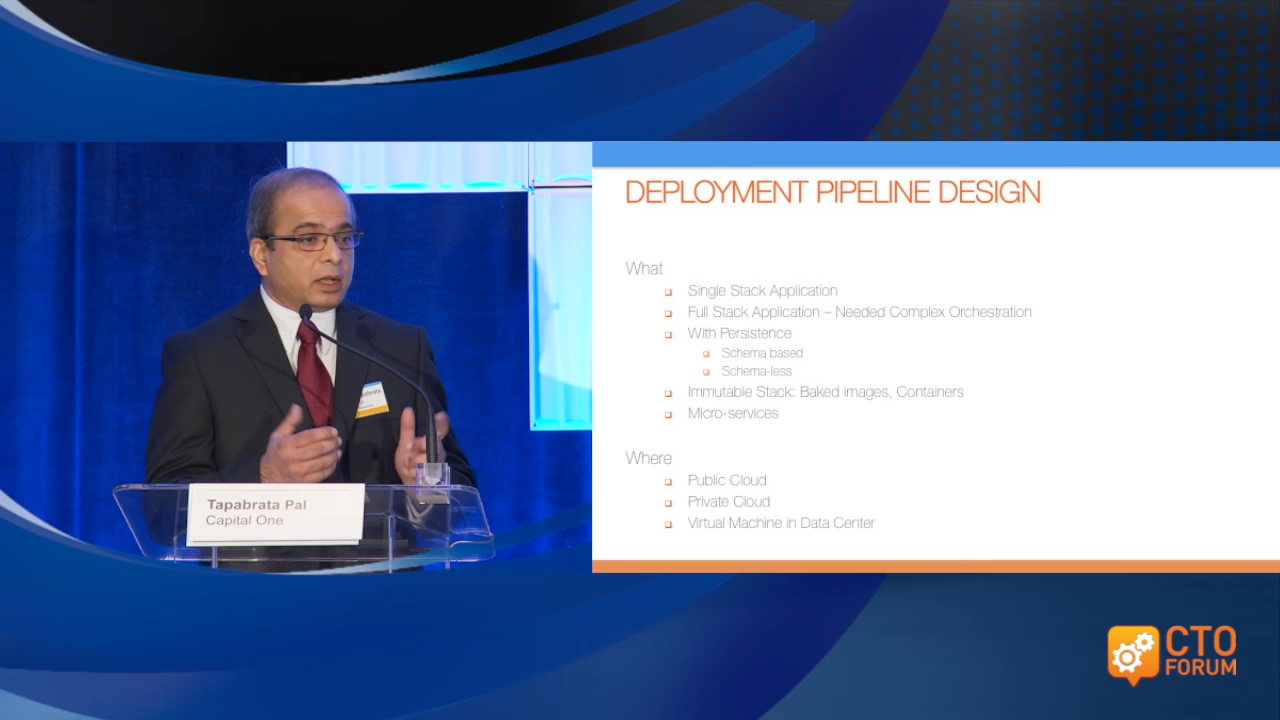 DEPLOYMENT PIPELINE DESIGN
What
Single Stack Application
Full Stack Application – Needed Complex Orchestration
With Persistence
Schema based
Schema-less
Immutable Stack: Baked images, Containers
Micro-services
Where
Public Cloud
Private Cloud
Virtual Machine in Data Center
Tapabrata Pal
Capital One
CTO
FORUM